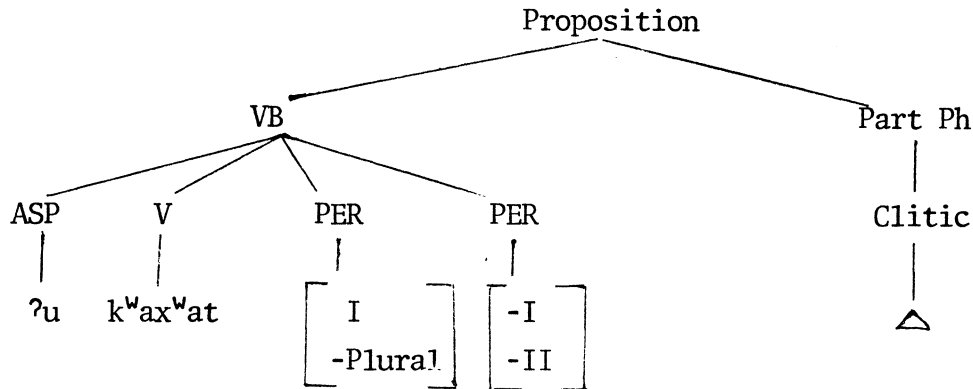 Proposition
VB Part Ph
ASP V PER PER Clitic
ʔu kʷaxʷat I -I
-Plural -II